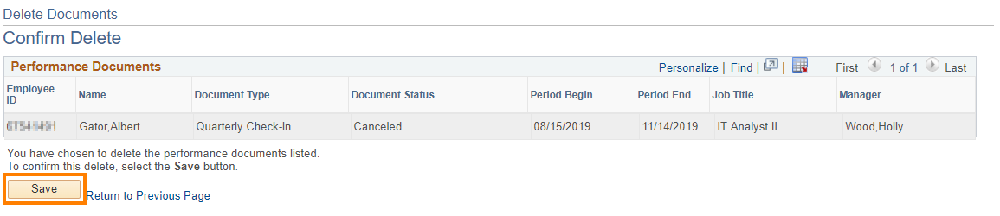 Delete Documents
Confirm Delete
Performance Documents Personalize | Find | | First 1 of 1 Last
Employee ID Name Document Type Document Status Period Begin Period End Job Title Manager
Gator,Albert Quarterly Check-in Canceled 08/15/2019 11/14/2019 IT Analyst II Wood,Holly
You have chosen to delete the performance documents listed.
To confirm this delete, select the Save button.
Save Return to Previous Page